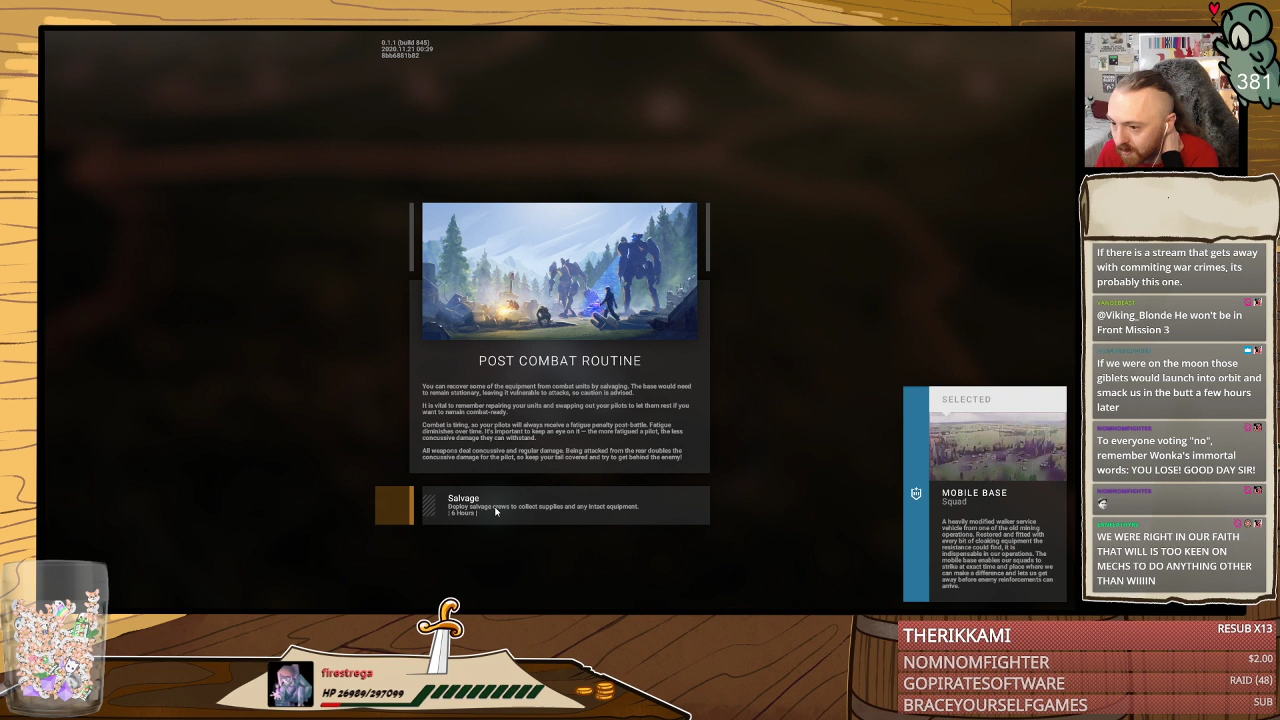 0.1.1 (build 845)
2020.11.21 00:39
8bb6881b82
381
POST COMBAT ROUTINE
You can recover some of the equipment from combat units by salvaging. The base would need
to remain stationary, leaving it vulnerable to attacks, so caution is advised.
It is vital to remember repairing your units and swapping out your pilots to let them rest if you
want to remain combat-ready.
Combat is tiring, so your pilots will always receive a fatigue penalty post-battle. Fatigue
diminishes over time. It's important to keep an eye on it — the more fatigued a pilot, the less
concussive damage they can withstand.
All weapons deal concussive and regular damage. Being attacked from the rear doubles the
concussive damage for the pilot, so keep your tail covered and try to get behind the enemy!
Salvage
Deploy salvage crews to collect supplies and any intact equipment.
| 6 Hours |
SELECTED
MOBILE BASE
Squad
A heavily modified walker service
vehicle from one of the old mining
operations. Restored and fitted with
every bit of cloaking equipment the
resistance could find, it is
indispensable in our operations. The
mobile base enables our squads to
strike at exact time and place where we
can make a difference and lets us get
away before enemy reinforcements can
arrive.
If there is a stream that gets away
with commiting war crimes, its
probably this one.
VANDEBEAST
@Viking_Blonde He won't be in
Front Mission 3
If we were on the moon those
giblets would launch into orbit and
smack us in the butt a few hours
later
NOMNOMFIGHTER
To everyone voting "no",
remember Wonka's immortal
words: YOU LOSE! GOOD DAY SIR!
NOMNOMFIGHTER
WE WERE RIGHT IN OUR FAITH
THAT WILL IS TOO KEEN ON
MECHS TO DO ANYTHING OTHER
THAN WIIIIN
firestrega
HP 26989/297099
THERIKKAMI RESUB X13
NOMNOMFIGHTER $2.00
GOPIRATESOFTWARE RAID (48)
BRACEYOURSELFGAMES SUB